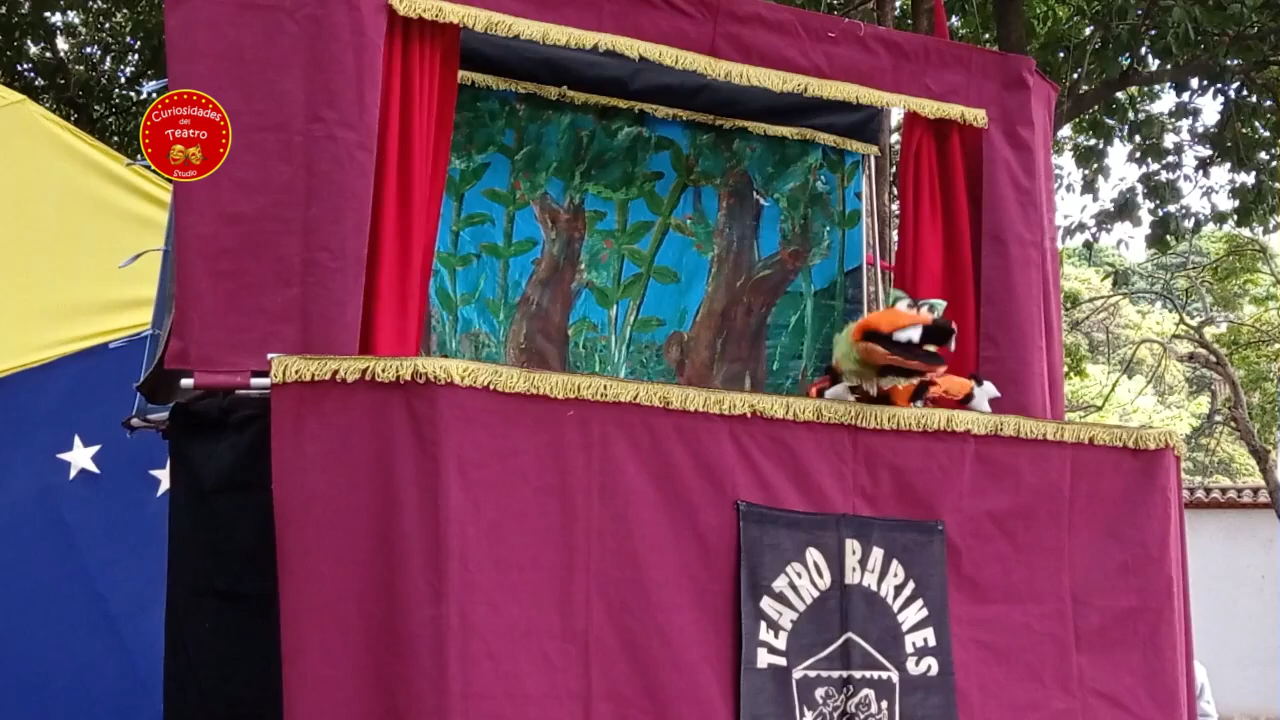 Curiosidades
del
Teatro
Studio
TEATRO BARINES